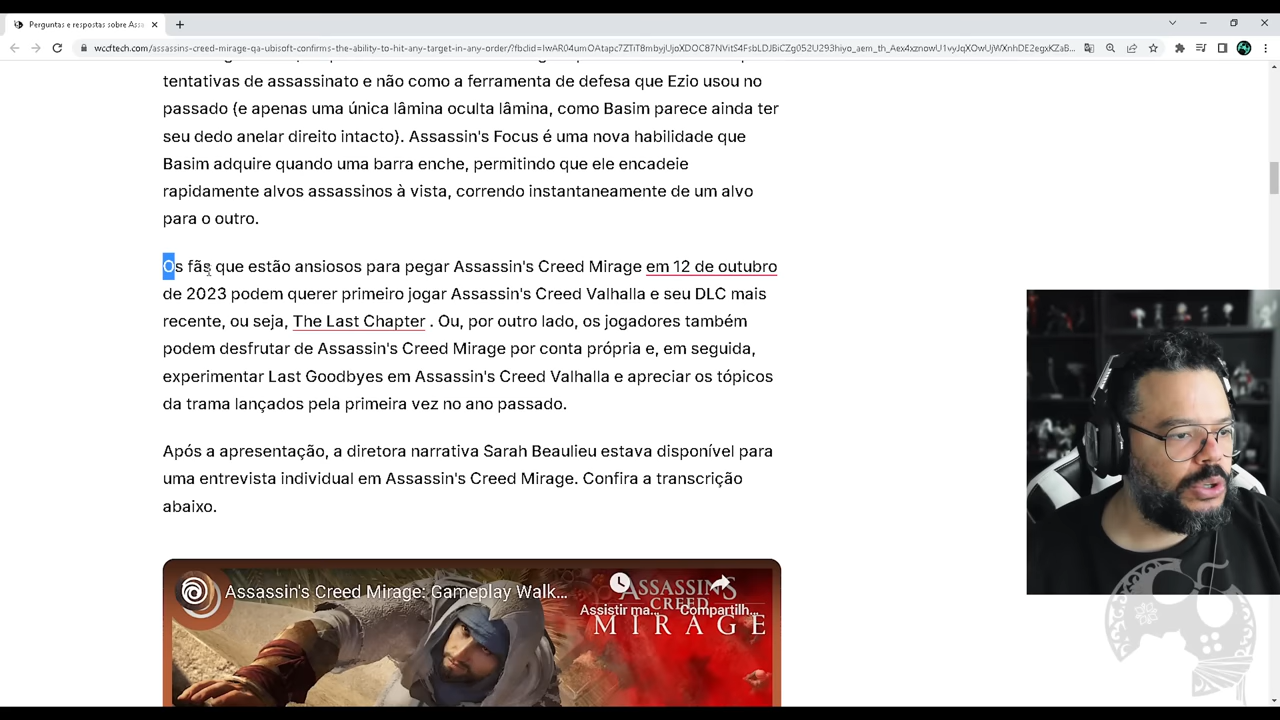 Perguntas e respostas sobre Assa
wccftech.com/assassins-creed-mirage-qa-ubisoft-confirms-the-ability-to-hit-any-target-in-any-order/?fbclid=
tentativas de assassinato e não como a ferramenta de defesa que Ezio usou no
passado (e apenas uma única lâmina oculta lâmina, como Basim parece ainda ter
seu dedo anelar direito intacto). Assassin's Focus é uma nova habilidade que
Basim adquire quando uma barra enche, permitindo que ele encadeie
rapidamente alvos assassinos à vista, correndo instantaneamente de um alvo
para o outro.
Os fãs que estão ansiosos para pegar Assassin's Creed Mirage em 12 de outubro
de 2023 podem querer primeiro jogar Assassin's Creed Valhalla e seu DLC mais
recente, ou seja, The Last Chapter . Ou, por outro lado, os jogadores também
podem desfrutar de Assassin's Creed Mirage por conta própria e, em seguida,
experimentar Last Goodbyes em Assassin's Creed Valhalla e apreciar os tópicos
da trama lançados pela primeira vez no ano passado.
Após a apresentação, a diretora narrativa Sarah Beaulieu estava disponível para
uma entrevista individual em Assassin's Creed Mirage. Confira a transcrição
abaixo.
Assassin's Creed Mirage: Gameplay Walk...
Assistir ma... Compartilh...
ASSASSIN'S
CREED
MIRAGE